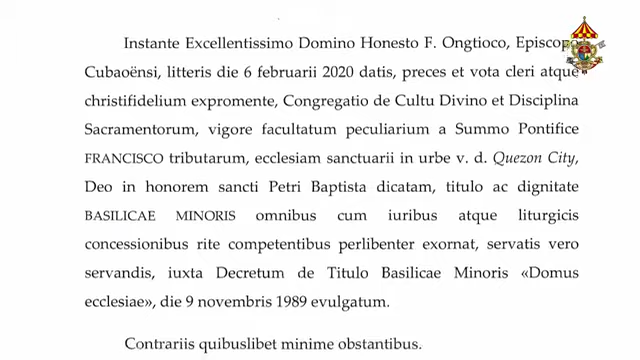 Instante Excellentissimo Domino Honesto F. Ongtioco, Episcopo
Cubaoënsi, litteris die 6 februarii 2020 datis, preces et vota cleri atque
christifidelium expromente, Congregatio de Cultu Divino et Disciplina
Sacramentorum, vigore facultatum peculiarium a Summo Pontifice
FRANCISCO tributarum, ecclesiam sanctuarii in urbe v. d. Quezon City,
Deo in honorem sancti Petri Baptista dicatam, titulo ac dignitate
BASILICAE MINORIS omnibus cum iuribus atque liturgicis
concessionibus rite competentibus perlibenter exornat, servatis vero
servandis, iuxta Decretum de Titulo Basilicae Minoris «Domus
ecclesiae», die 9 novembris 1989 evulgatum.
Contrariis quibuslibet minime obstantibus.